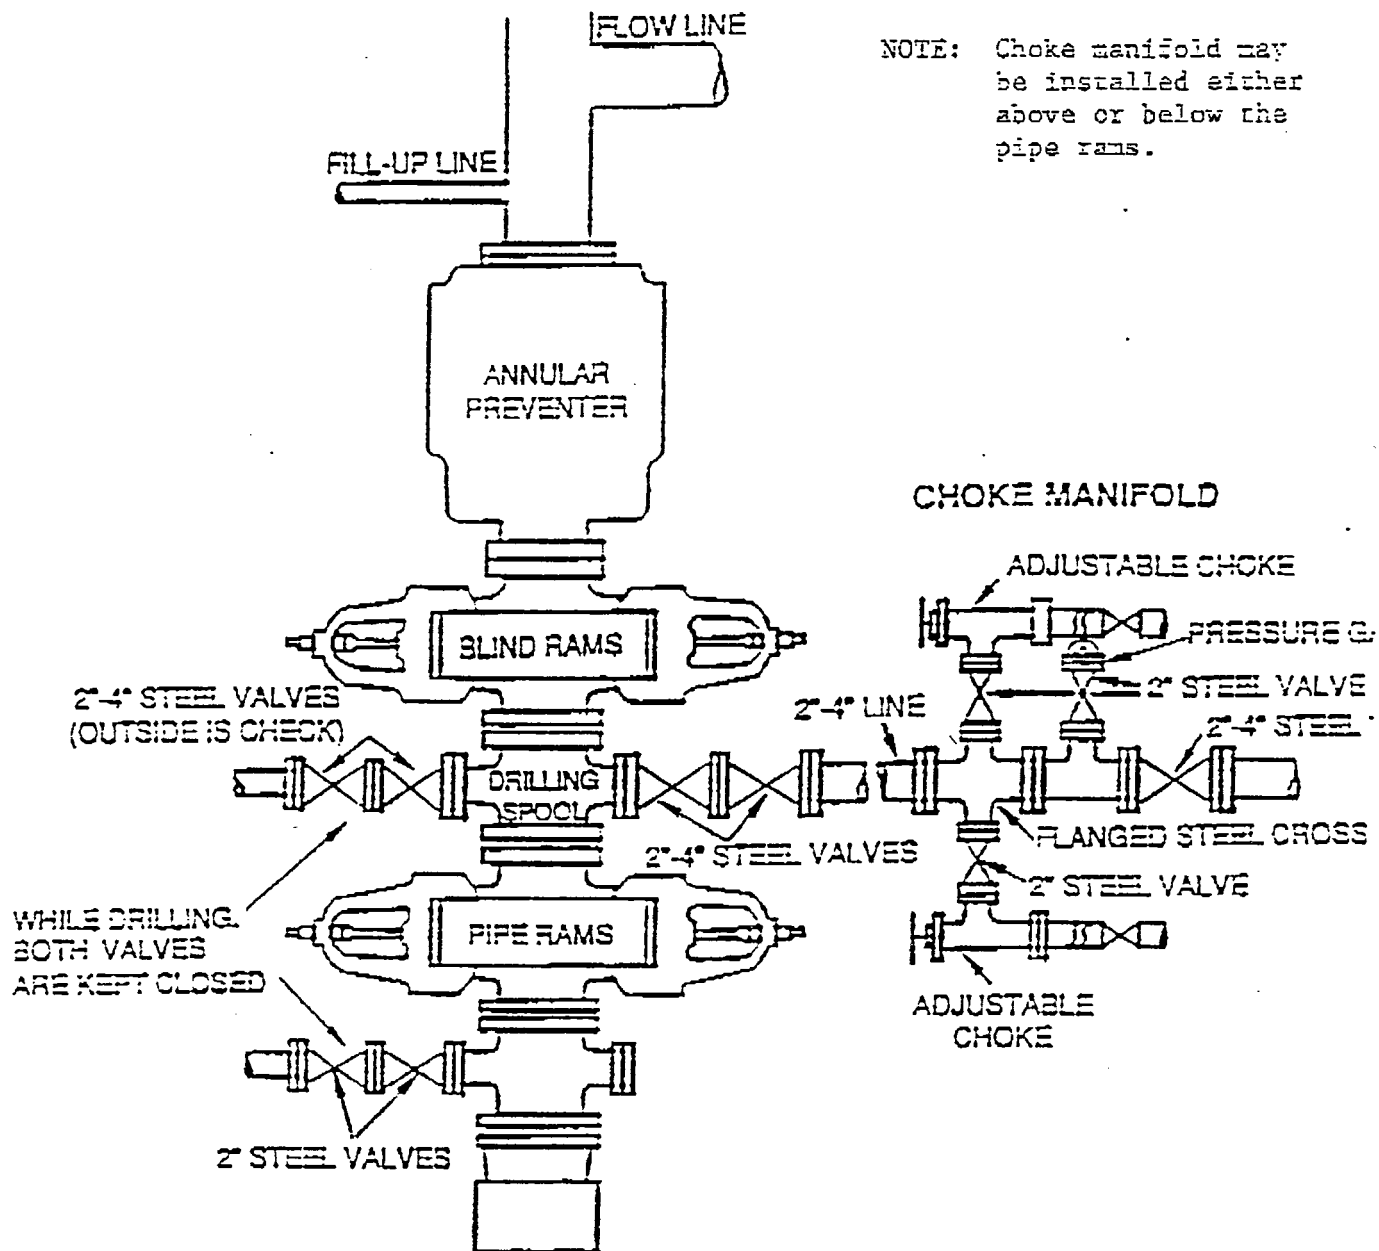 FLOW LINE
NOTE: Choke manifold may
be installed either
above or below the
pipe rams.
FILL-UP LINE
ANNULAR
PREVENTER
CHOKE MANIFOLD
ADJUSTABLE CHOKE
BLIND RAMS
PRESSURE GA
2"-4" STEEL VALVES
(OUTSIDE IS CHECK)
2" STEEL VALVE
2"-4" LINE
2"-4" STEEL
DRILLING
SPOOL
2"-4" STEEL VALVES
FLANGED STEEL CROSS
2" STEEL VALVE
WHILE DRILLING,
BOTH VALVES
ARE KEPT CLOSED
PIPE RAMS
ADJUSTABLE
CHOKE
2" STEEL VALVES